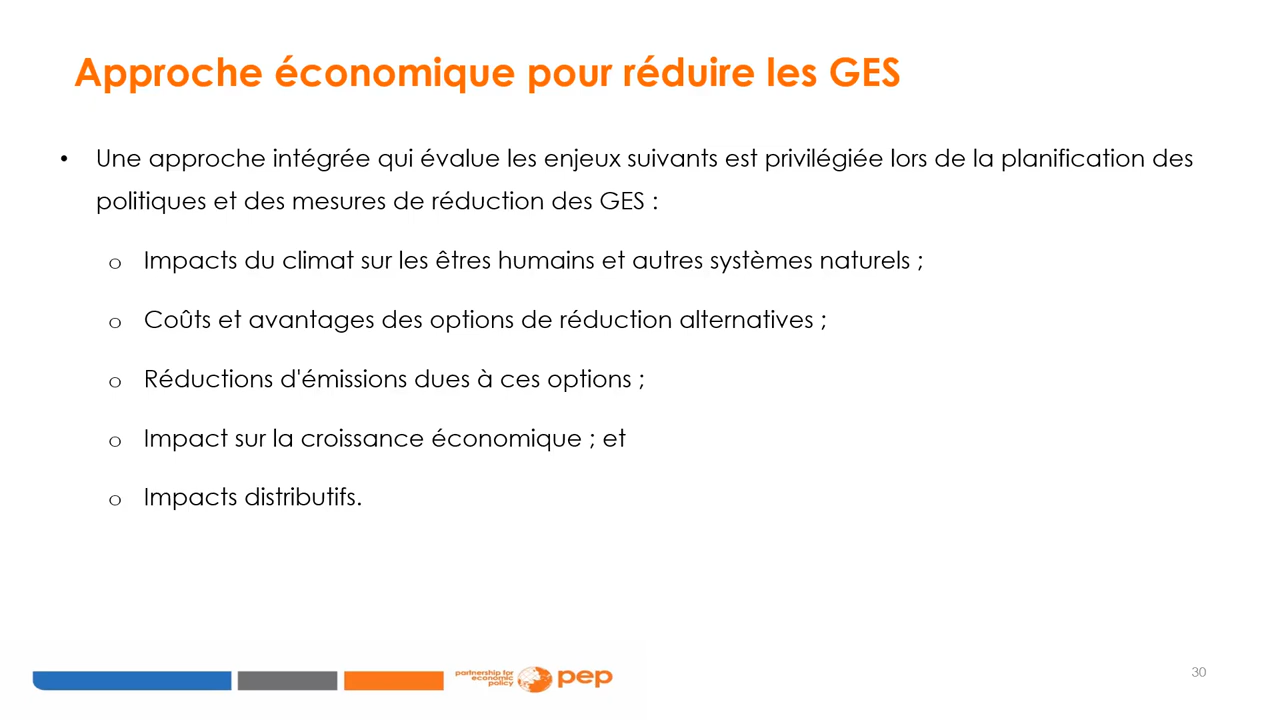 Approche économique pour réduire les GES
• Une approche intégrée qui évalue les enjeux suivants est privilégiée lors de la planification des
politiques et des mesures de réduction des GES :
o Impacts du climat sur les êtres humains et autres systèmes naturels ;
o Coûts et avantages des options de réduction alternatives ;
o Réductions d'émissions dues à ces options ;
o Impact sur la croissance économique ; et
o Impacts distributifs.
partnership for
economic
policy
pep
30